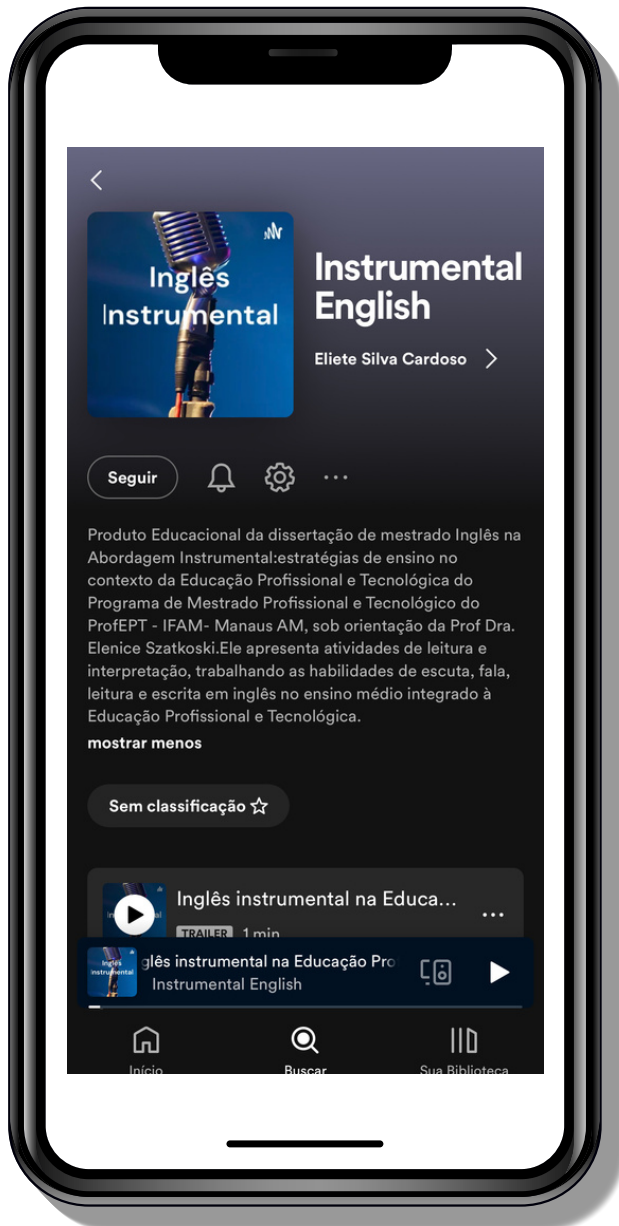 Inglês
Instrumental
Instrumental
English
Eliete Silva Cardoso
Seguir
Produto Educacional da dissertação de mestrado Inglês na
Abordagem Instrumental:estratégias de ensino no
contexto da Educação Profissional e Tecnológica do
Programa de Mestrado Profissional e Tecnológico do
ProfEPT - IFAM- Manaus AM, sob orientação da Prof Dra.
Elenice Szatkoski.Ele apresenta atividades de leitura e
interpretação, trabalhando as habilidades de escuta, fala,
leitura e escrita em inglês no ensino médio integrado à
Educação Profissional e Tecnológica.
mostrar menos
Sem classificação
Inglês instrumental na Educa...
TRAILER 1 min
Inglês
Instrumental
glês instrumental na Educação Pro
Instrumental English
Início
Buscar
Sua Biblioteca